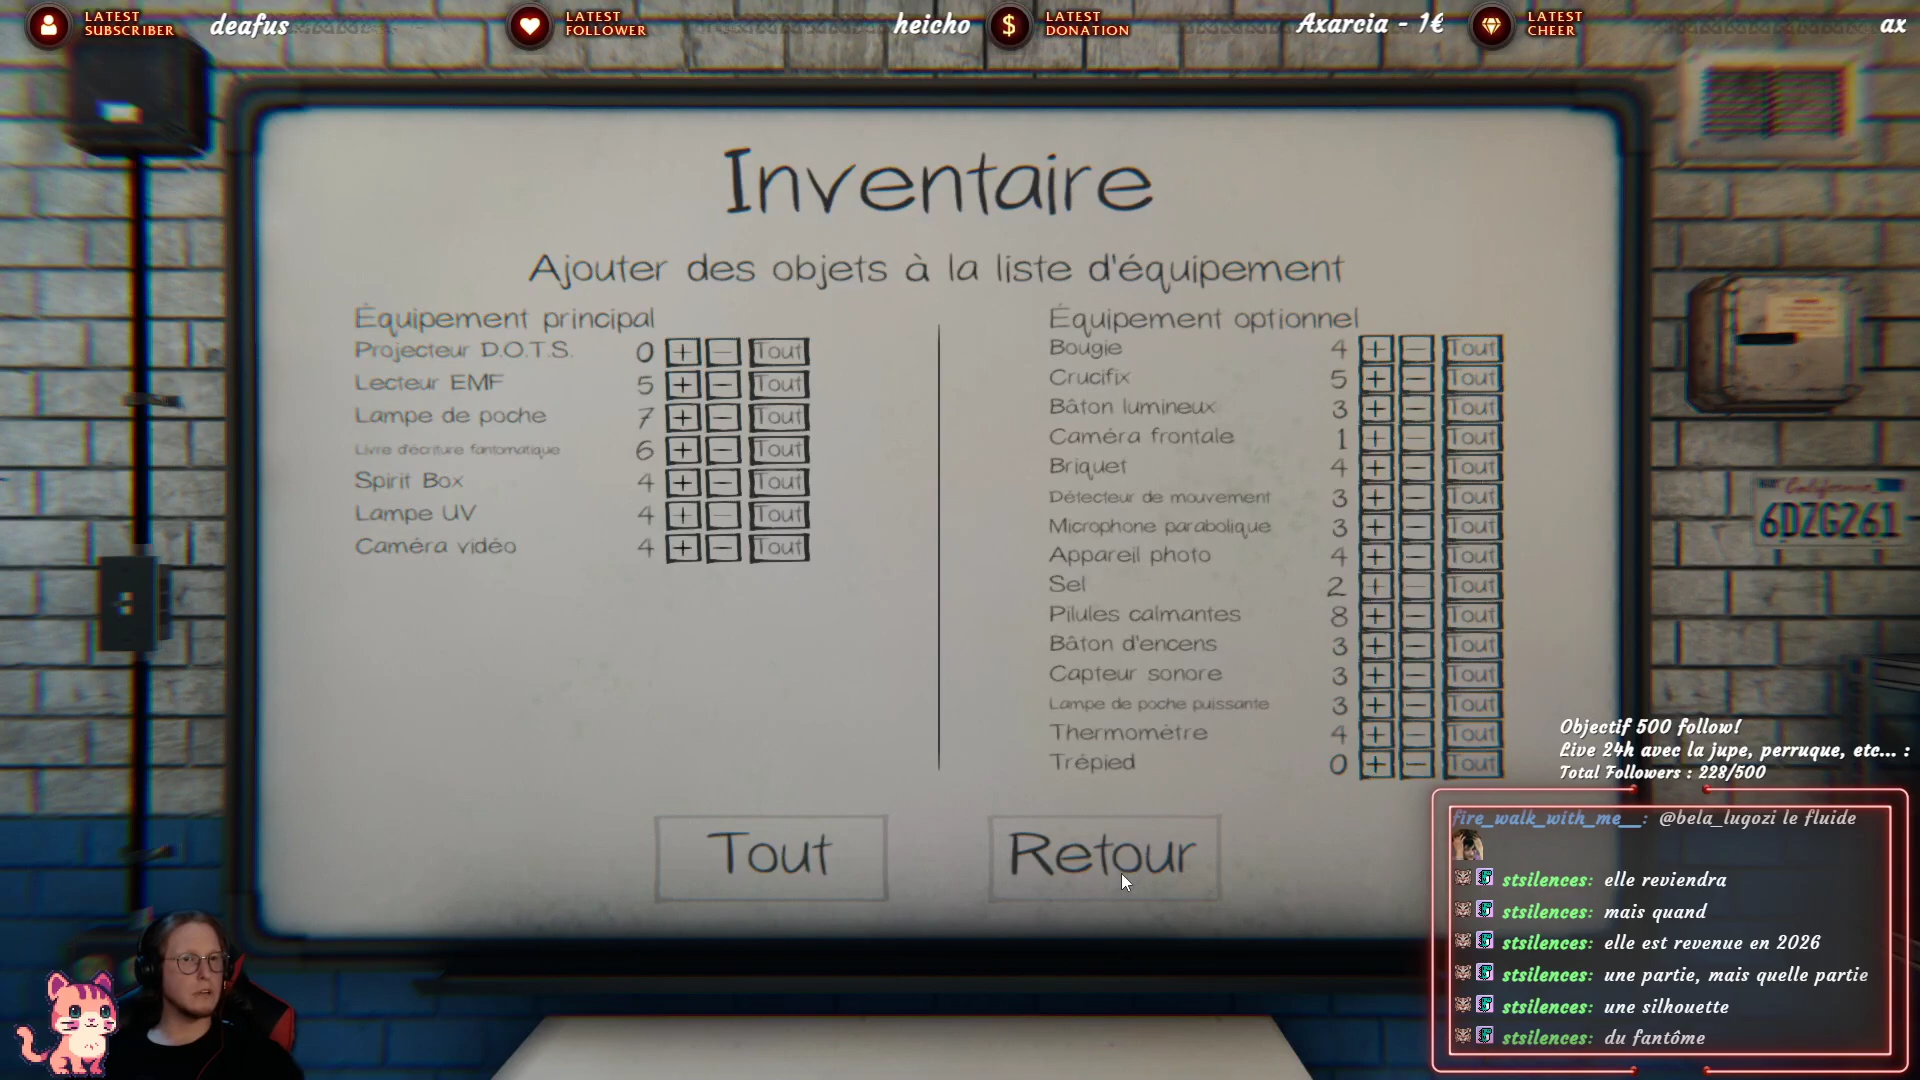 LATEST SUBSCRIBER deafus
LATEST FOLLOWER heicho
LATEST DONATION Axarcia - 1€
LATEST CHEER ax
Inventaire
Ajouter des objets à la liste d'équipement
Équipement principal
Projecteur D.O.T.S. 0 + - Tout
Lecteur EMF 5 + - Tout
Lampe de poche 7 + - Tout
Livre d'écriture fantomatique 6 + - Tout
Spirit Box 4 + - Tout
Lampe UV 4 + - Tout
Caméra vidéo 4 + - Tout
Équipement optionnel
Bougie 4 + - Tout
Crucifix 5 + - Tout
Bâton lumineux 3 + - Tout
Caméra frontale 1 + - Tout
Briquet 4 + - Tout
Détecteur de mouvement 3 + - Tout
Microphone parabolique 3 + - Tout
Appareil photo 4 + - Tout
Sel 2 + - Tout
Pilules calmantes 8 + - Tout
Bâton d'encens 3 + - Tout
Capteur sonore 3 + - Tout
Lampe de poche puissante 3 + - Tout
Thermomètre 4 + - Tout
Trépied 0 + - Tout
Tout
Retour
California
6DZG261
Objectif 500 follow!
Live 24h avec la jupe, perruque, etc... :
Total Followers : 228/500
fire_walk_with_me__: @bela_lugozi le fluide
stsilences: elle reviendra
stsilences: mais quand
stsilences: elle est revenue en 2026
stsilences: une partie, mais quelle partie
stsilences: une silhouette
stsilences: du fantôme